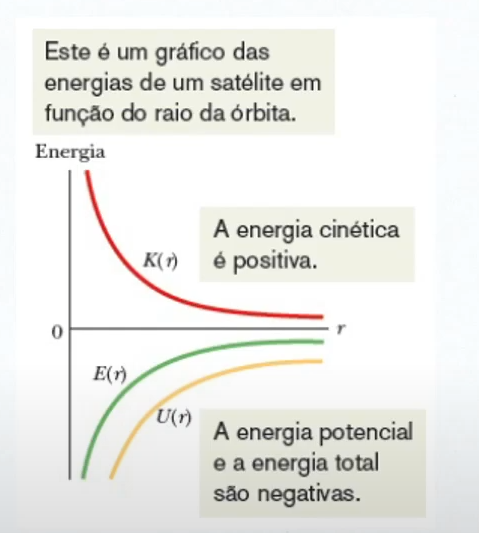 Este é um gráfico das
energias de um satélite em
função do raio da órbita.
Energia
A energia cinética
é positiva.
K(r)
0
r
E(r)
U(r)
A energia potencial
e a energia total
são negativas.